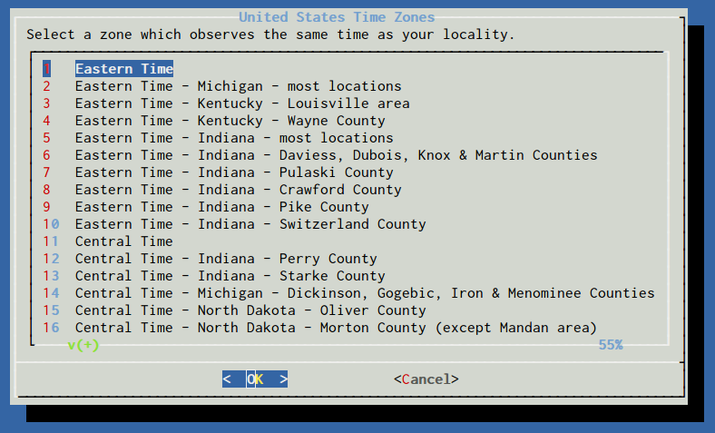 United States Time Zones
Select a zone which observes the same time as your locality.
1 Eastern Time
2 Eastern Time - Michigan - most locations
3 Eastern Time - Kentucky - Louisville area
4 Eastern Time - Kentucky - Wayne County
5 Eastern Time - Indiana - most locations
6 Eastern Time - Indiana - Daviess, Dubois, Knox & Martin Counties
7 Eastern Time - Indiana - Pulaski County
8 Eastern Time - Indiana - Crawford County
9 Eastern Time - Indiana - Pike County
10 Eastern Time - Indiana - Switzerland County
11 Central Time
12 Central Time - Indiana - Perry County
13 Central Time - Indiana - Starke County
14 Central Time - Michigan - Dickinson, Gogebic, Iron & Menominee Counties
15 Central Time - North Dakota - Oliver County
16 Central Time - North Dakota - Morton County (except Mandan area)
v(+) 55%
< OK > <Cancel>